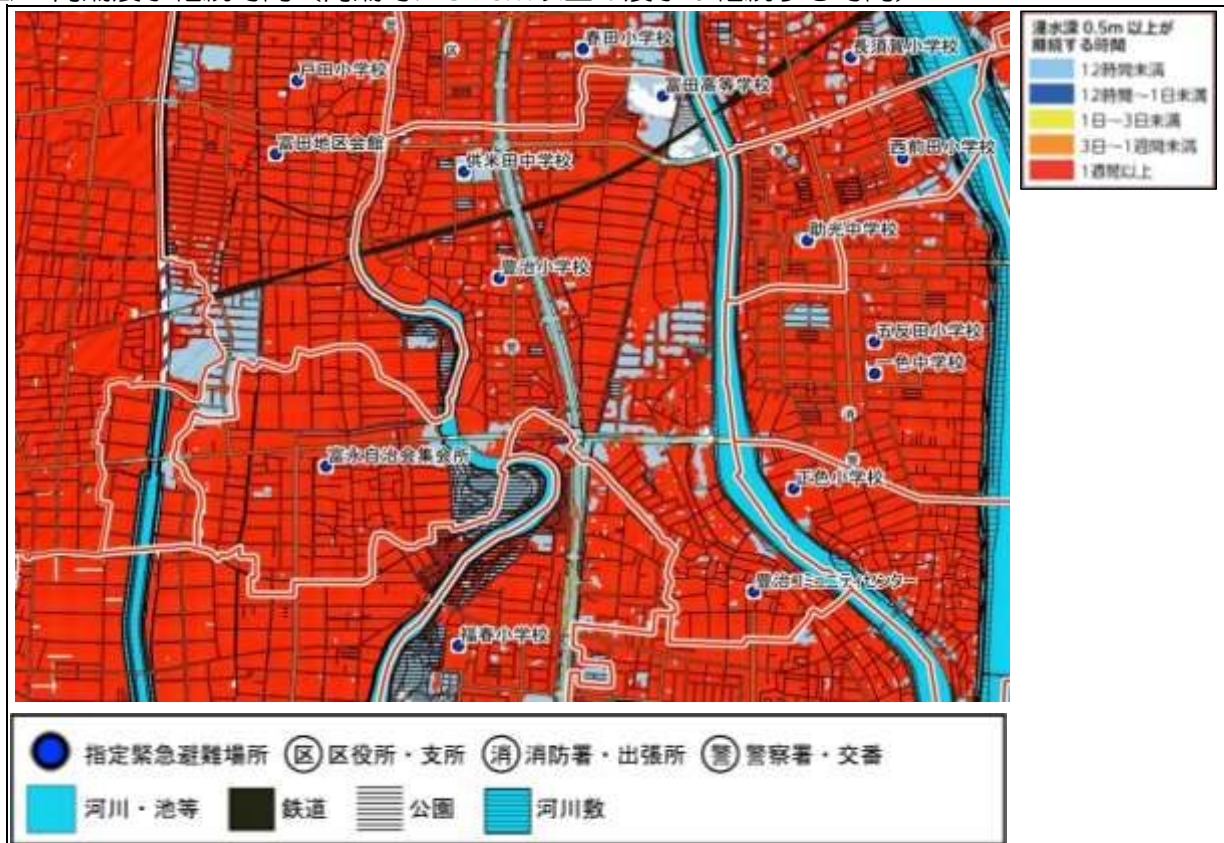 浸水深 0.5m 以上が
継続する時間
12時間未満
12時間～1日未満
1日～3日未満
3日～1週間未満
1週間以上
春田小学校
長須賀小学校
戸田小学校
富田高等学校
区
警
富田地区会館
供米田中学校
西前田小学校
助光中学校
豊治小学校
五反田小学校
一色中学校
富永自治会集会所
正色小学校
豊治コミュニティセンター
福春小学校
指定緊急避難場所 区 区役所・支所 消 消防署・出張所 警 警察署・交番
河川・池等 鉄道 公園 河川敷